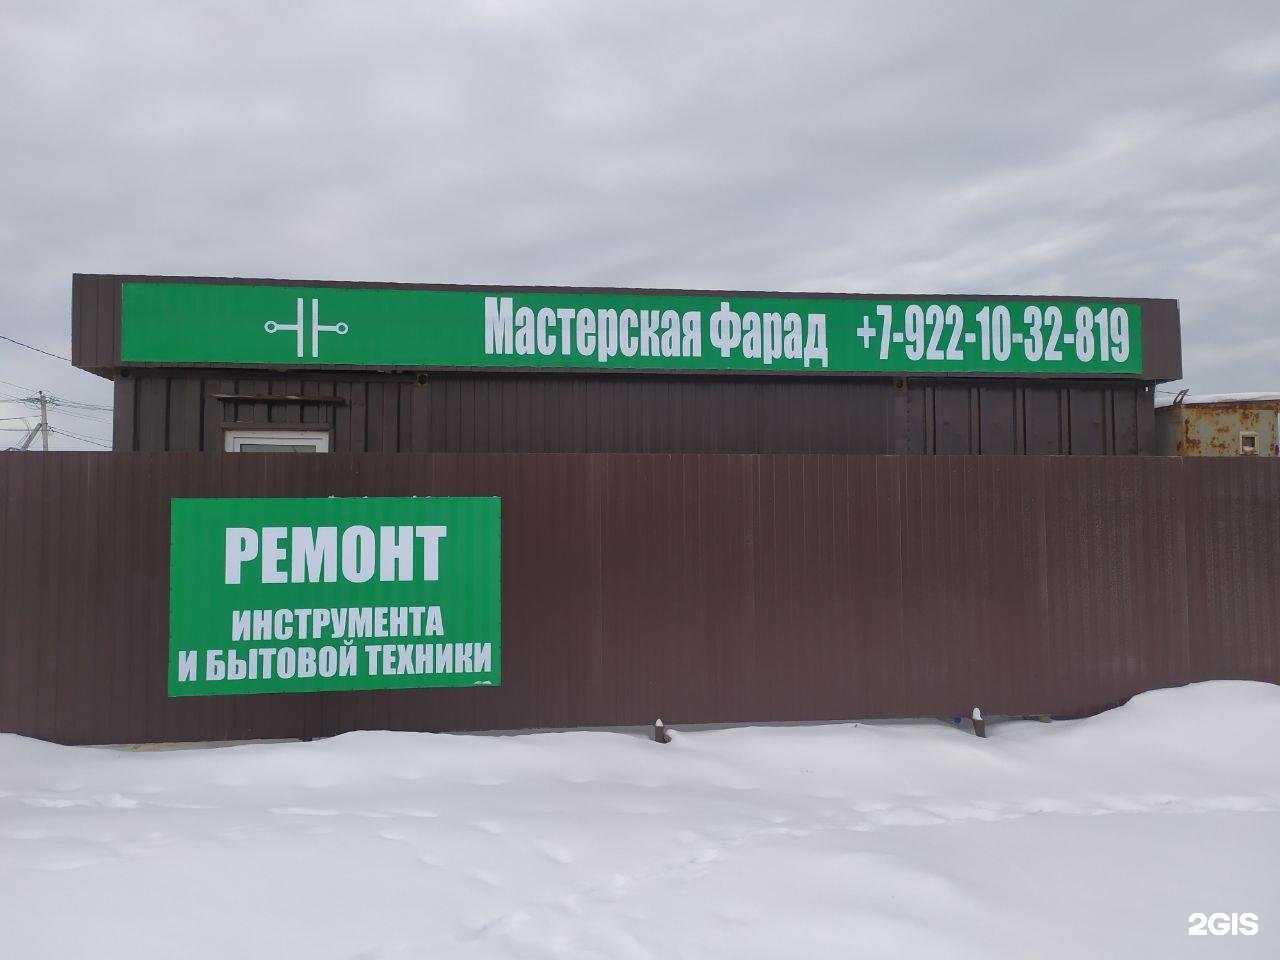 Мастерская Фарад +7-922-10-32-819
РЕМОНТ
ИНСТРУМЕНТА
И БЫТОВОЙ ТЕХНИКИ
2GIS